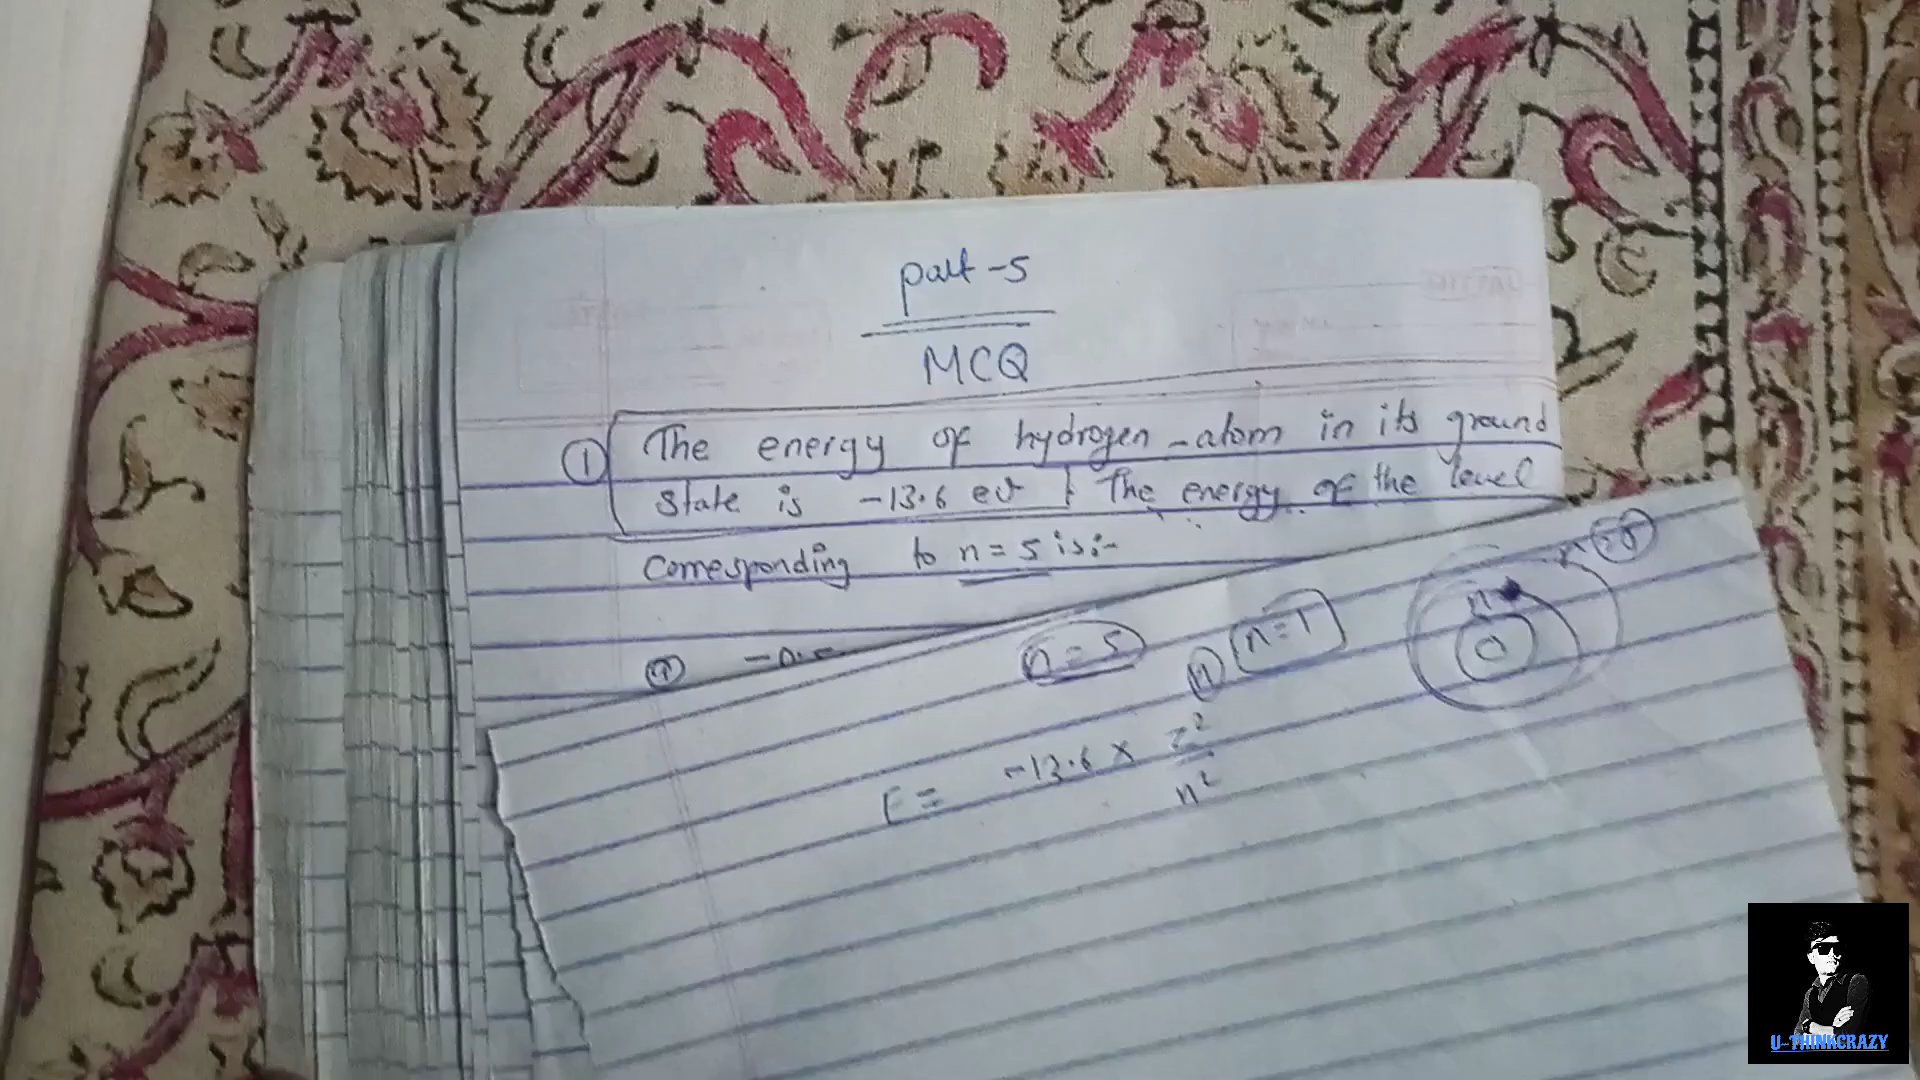 part-5
MCQ
① The energy of hydrogen-atom in its ground
state is -13.6 ev } The energy of the level
Corresponding to n = 5 is:-
n = 5 n n = 1
E = -13.6 × z²
n²
U-THINKCRAZY